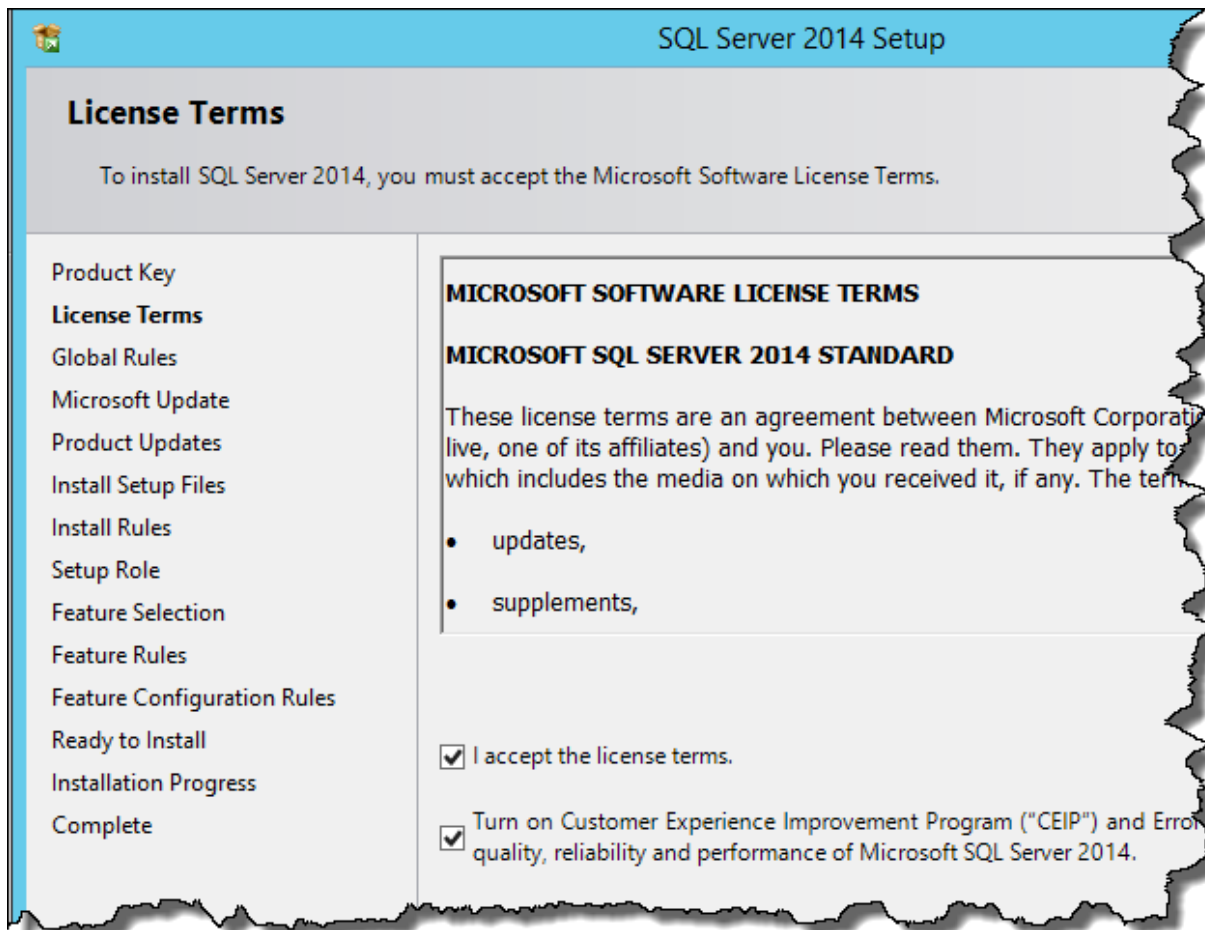 SQL Server 2014 Setup
License Terms
To install SQL Server 2014, you must accept the Microsoft Software License Terms.
Product Key
License Terms
Global Rules
Microsoft Update
Product Updates
Install Setup Files
Install Rules
Setup Role
Feature Selection
Feature Rules
Feature Configuration Rules
Ready to Install
Installation Progress
Complete
MICROSOFT SOFTWARE LICENSE TERMS
MICROSOFT SQL SERVER 2014 STANDARD
These license terms are an agreement between Microsoft
live, one of its affiliates) and you. Please read them. They apply to
which includes the media on which you received it, if any. The
• updates,
• supplements,
I accept the license terms.
Turn on Customer Experience Improvement Program ("CEIP") and Error
quality, reliability and performance of Microsoft SQL Server 2014.